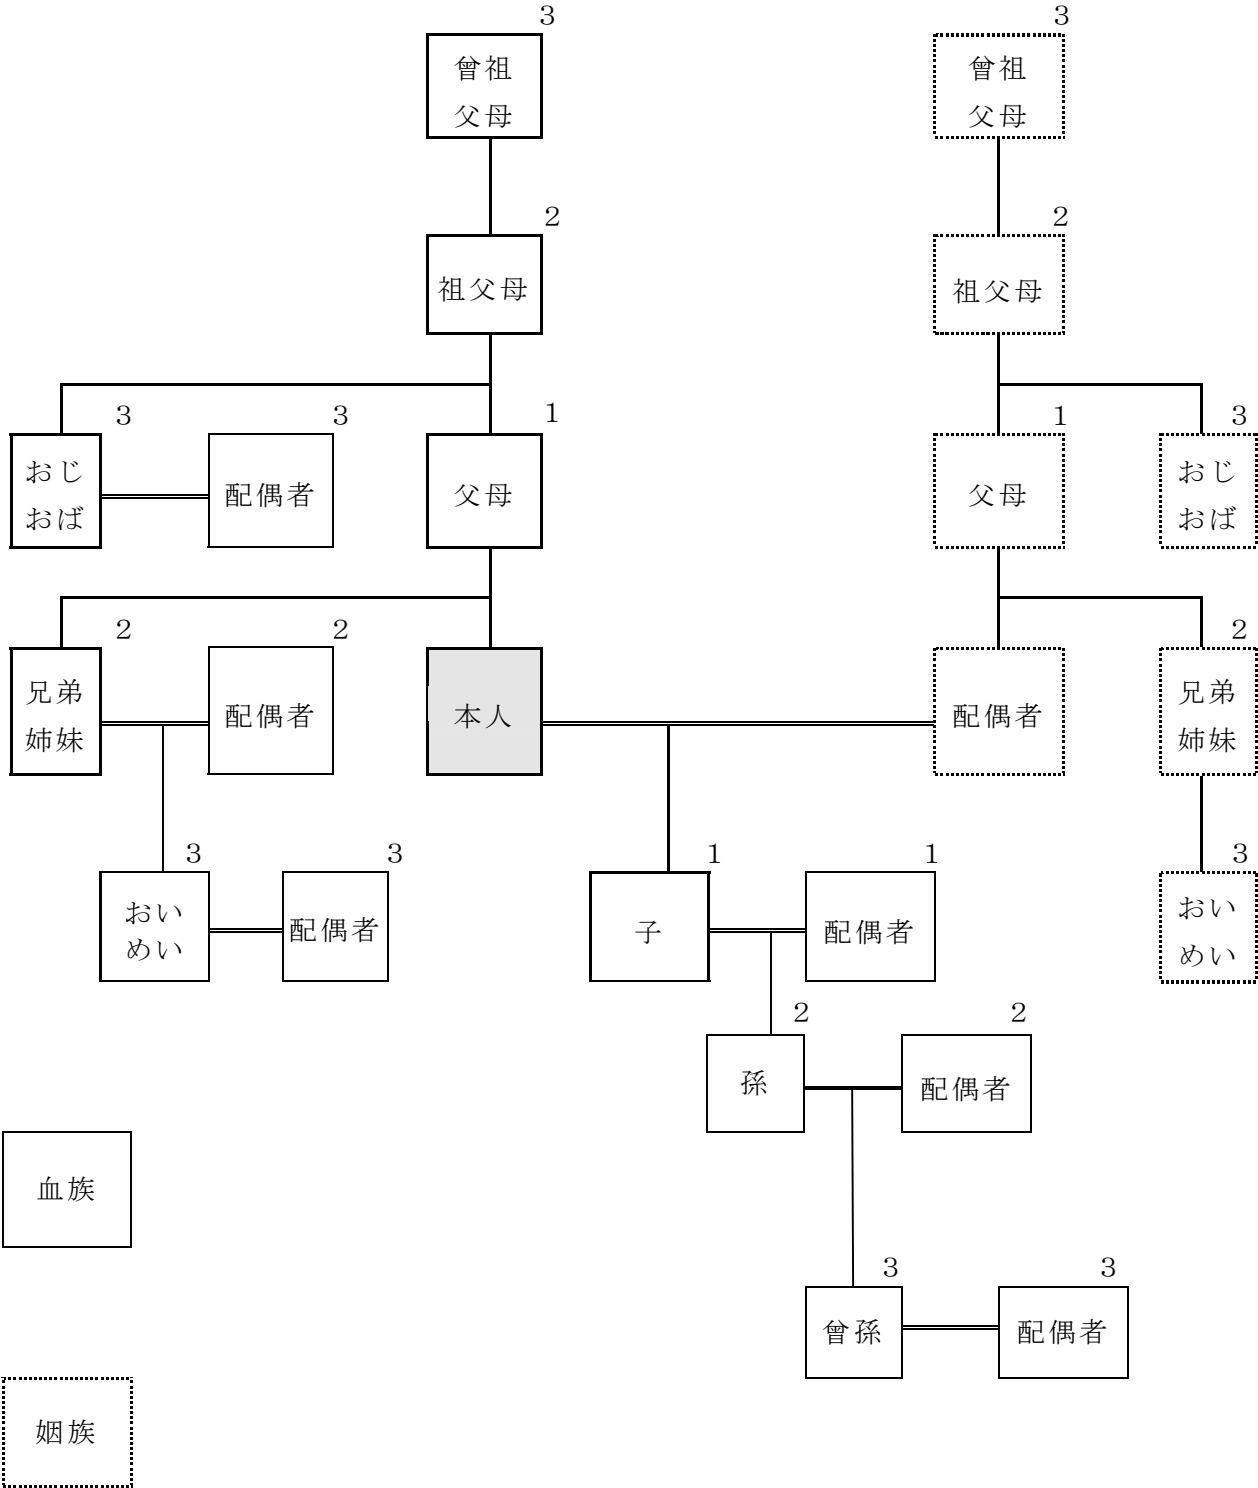 3
曾祖
父母
3
曾祖
父母
2
祖父母
2
祖父母
3
おじ
おば
3
配偶者
1
父母
1
父母
3
おじ
おば
2
兄弟
姉妹
2
配偶者
本人
配偶者
2
兄弟
姉妹
3
おい
めい
3
配偶者
1
子
1
配偶者
3
おい
めい
2
孫
2
配偶者
血族
3
曾孫
3
配偶者
姻族